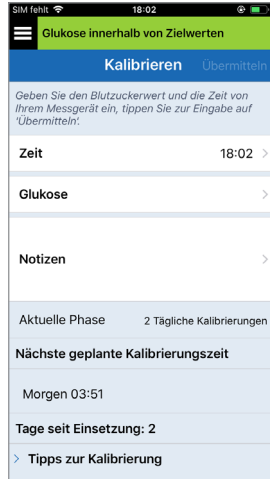 SIM fehlt 18:02
Glukose innerhalb von Zielwerten
Kalibrieren Übermitteln
Geben Sie den Blutzuckerwert und die Zeit von
Ihrem Messgerät ein, tippen Sie zur Eingabe auf
'Übermitteln'.
Zeit 18:02
Glukose
Notizen
Aktuelle Phase 2 Tägliche Kalibrierungen
Nächste geplante Kalibrierungszeit
Morgen 03:51
Tage seit Einsetzung: 2
Tipps zur Kalibrierung